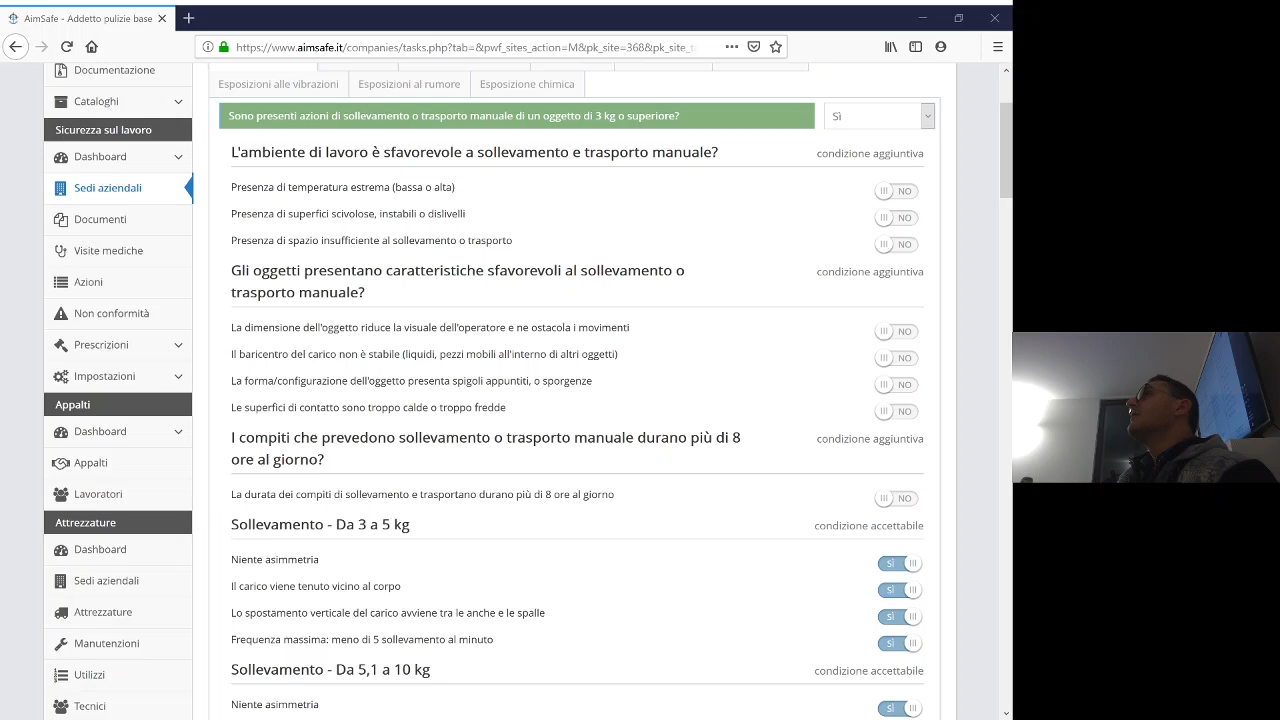 AimSafe - Addetto pulizie base
https://www.aimsafe.it/companies/tasks.php?tab=&pwf_sites_action=M&pk_site=368&pk_site_t
Documentazione
Cataloghi
Sicurezza sul lavoro
Dashboard
Sedi aziendali
Documenti
Visite mediche
Azioni
Non conformità
Prescrizioni
Impostazioni
Appalti
Dashboard
Appalti
Lavoratori
Attrezzature
Dashboard
Sedi aziendali
Attrezzature
Manutenzioni
Utilizzi
Tecnici
Esposizioni alle vibrazioni
Esposizioni al rumore
Esposizione chimica
Sono presenti azioni di sollevamento o trasporto manuale di un oggetto di 3 kg o superiore?
Sì
L'ambiente di lavoro è sfavorevole a sollevamento e trasporto manuale?
condizione aggiuntiva
Presenza di temperatura estrema (bassa o alta)
NO
Presenza di superfici scivolose, instabili o dislivelli
NO
Presenza di spazio insufficiente al sollevamento o trasporto
NO
Gli oggetti presentano caratteristiche sfavorevoli al sollevamento o
trasporto manuale?
condizione aggiuntiva
La dimensione dell'oggetto riduce la visuale dell'operatore e ne ostacola i movimenti
NO
Il baricentro del carico non è stabile (liquidi, pezzi mobili all'interno di altri oggetti)
NO
La forma/configurazione dell'oggetto presenta spigoli appuntiti, o sporgenze
NO
Le superfici di contatto sono troppo calde o troppo fredde
NO
I compiti che prevedono sollevamento o trasporto manuale durano più di 8
ore al giorno?
condizione aggiuntiva
La durata dei compiti di sollevamento e trasportano durano più di 8 ore al giorno
NO
Sollevamento - Da 3 a 5 kg
condizione accettabile
Niente asimmetria
SÌ
Il carico viene tenuto vicino al corpo
SÌ
Lo spostamento verticale del carico avviene tra le anche e le spalle
SÌ
Frequenza massima: meno di 5 sollevamento al minuto
SÌ
Sollevamento - Da 5,1 a 10 kg
condizione accettabile
Niente asimmetria
SÌ